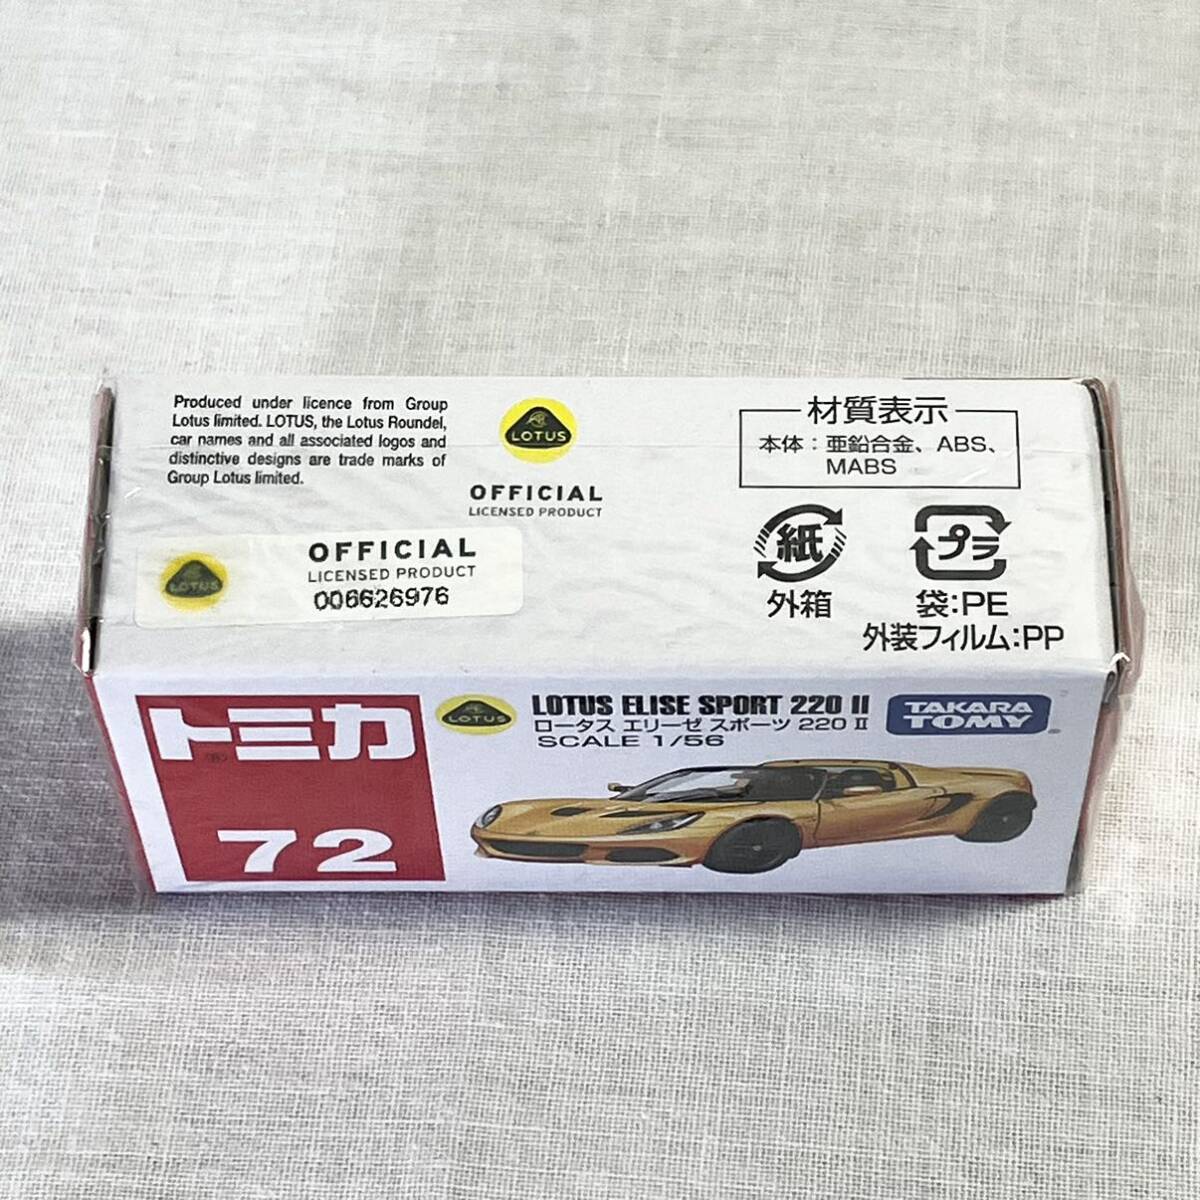 Produced under licence from Group
Lotus limited. LOTUS, the Lotus Roundel,
car names and all associated logos and
distinctive designs are trade marks of
Group Lotus limited.
LOTUS
OFFICIAL
LICENSED PRODUCT
材質表示
本体：亜鉛合金、ABS、
MABS
紙
外箱
プラ
袋:PE
外装フィルム:PP
LOTUS
OFFICIAL
LICENSED PRODUCT
006626976
トミカ
72
LOTUS
LOTUS ELISE SPORT 220 II
ロータス エリーゼ スポーツ 220 II
SCALE 1/56
TAKARA
TOMY